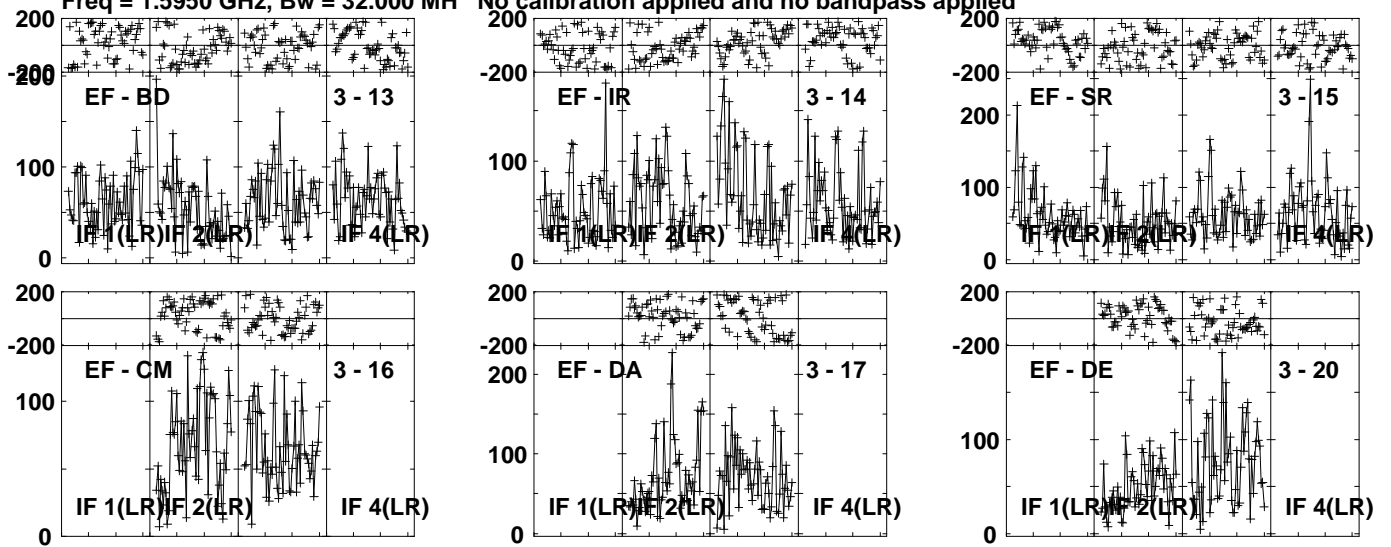 Freq = 1.5950 GHz, Bw = 32.000 MH No calibration applied and no bandpass applied
200
-200
200
EF - BD 3 - 13
100
IF 1(LR) IF 2(LR) IF 4(LR)
0
200
-200
EF - IR 3 - 14
100
IF 1(LR) IF 2(LR) IF 4(LR)
0
200
-200
EF - SR 3 - 15
200
100
IF 1(LR) IF 2(LR) IF 4(LR)
0
200
-200
EF - CM 3 - 16
100
IF 1(LR) IF 2(LR) IF 4(LR)
0
200
-200
EF - DA 3 - 17
200
100
IF 1(LR) IF 2(LR) IF 4(LR)
0
200
-200
EF - DE 3 - 20
100
IF 1(LR) IF 2(LR) IF 4(LR)
0